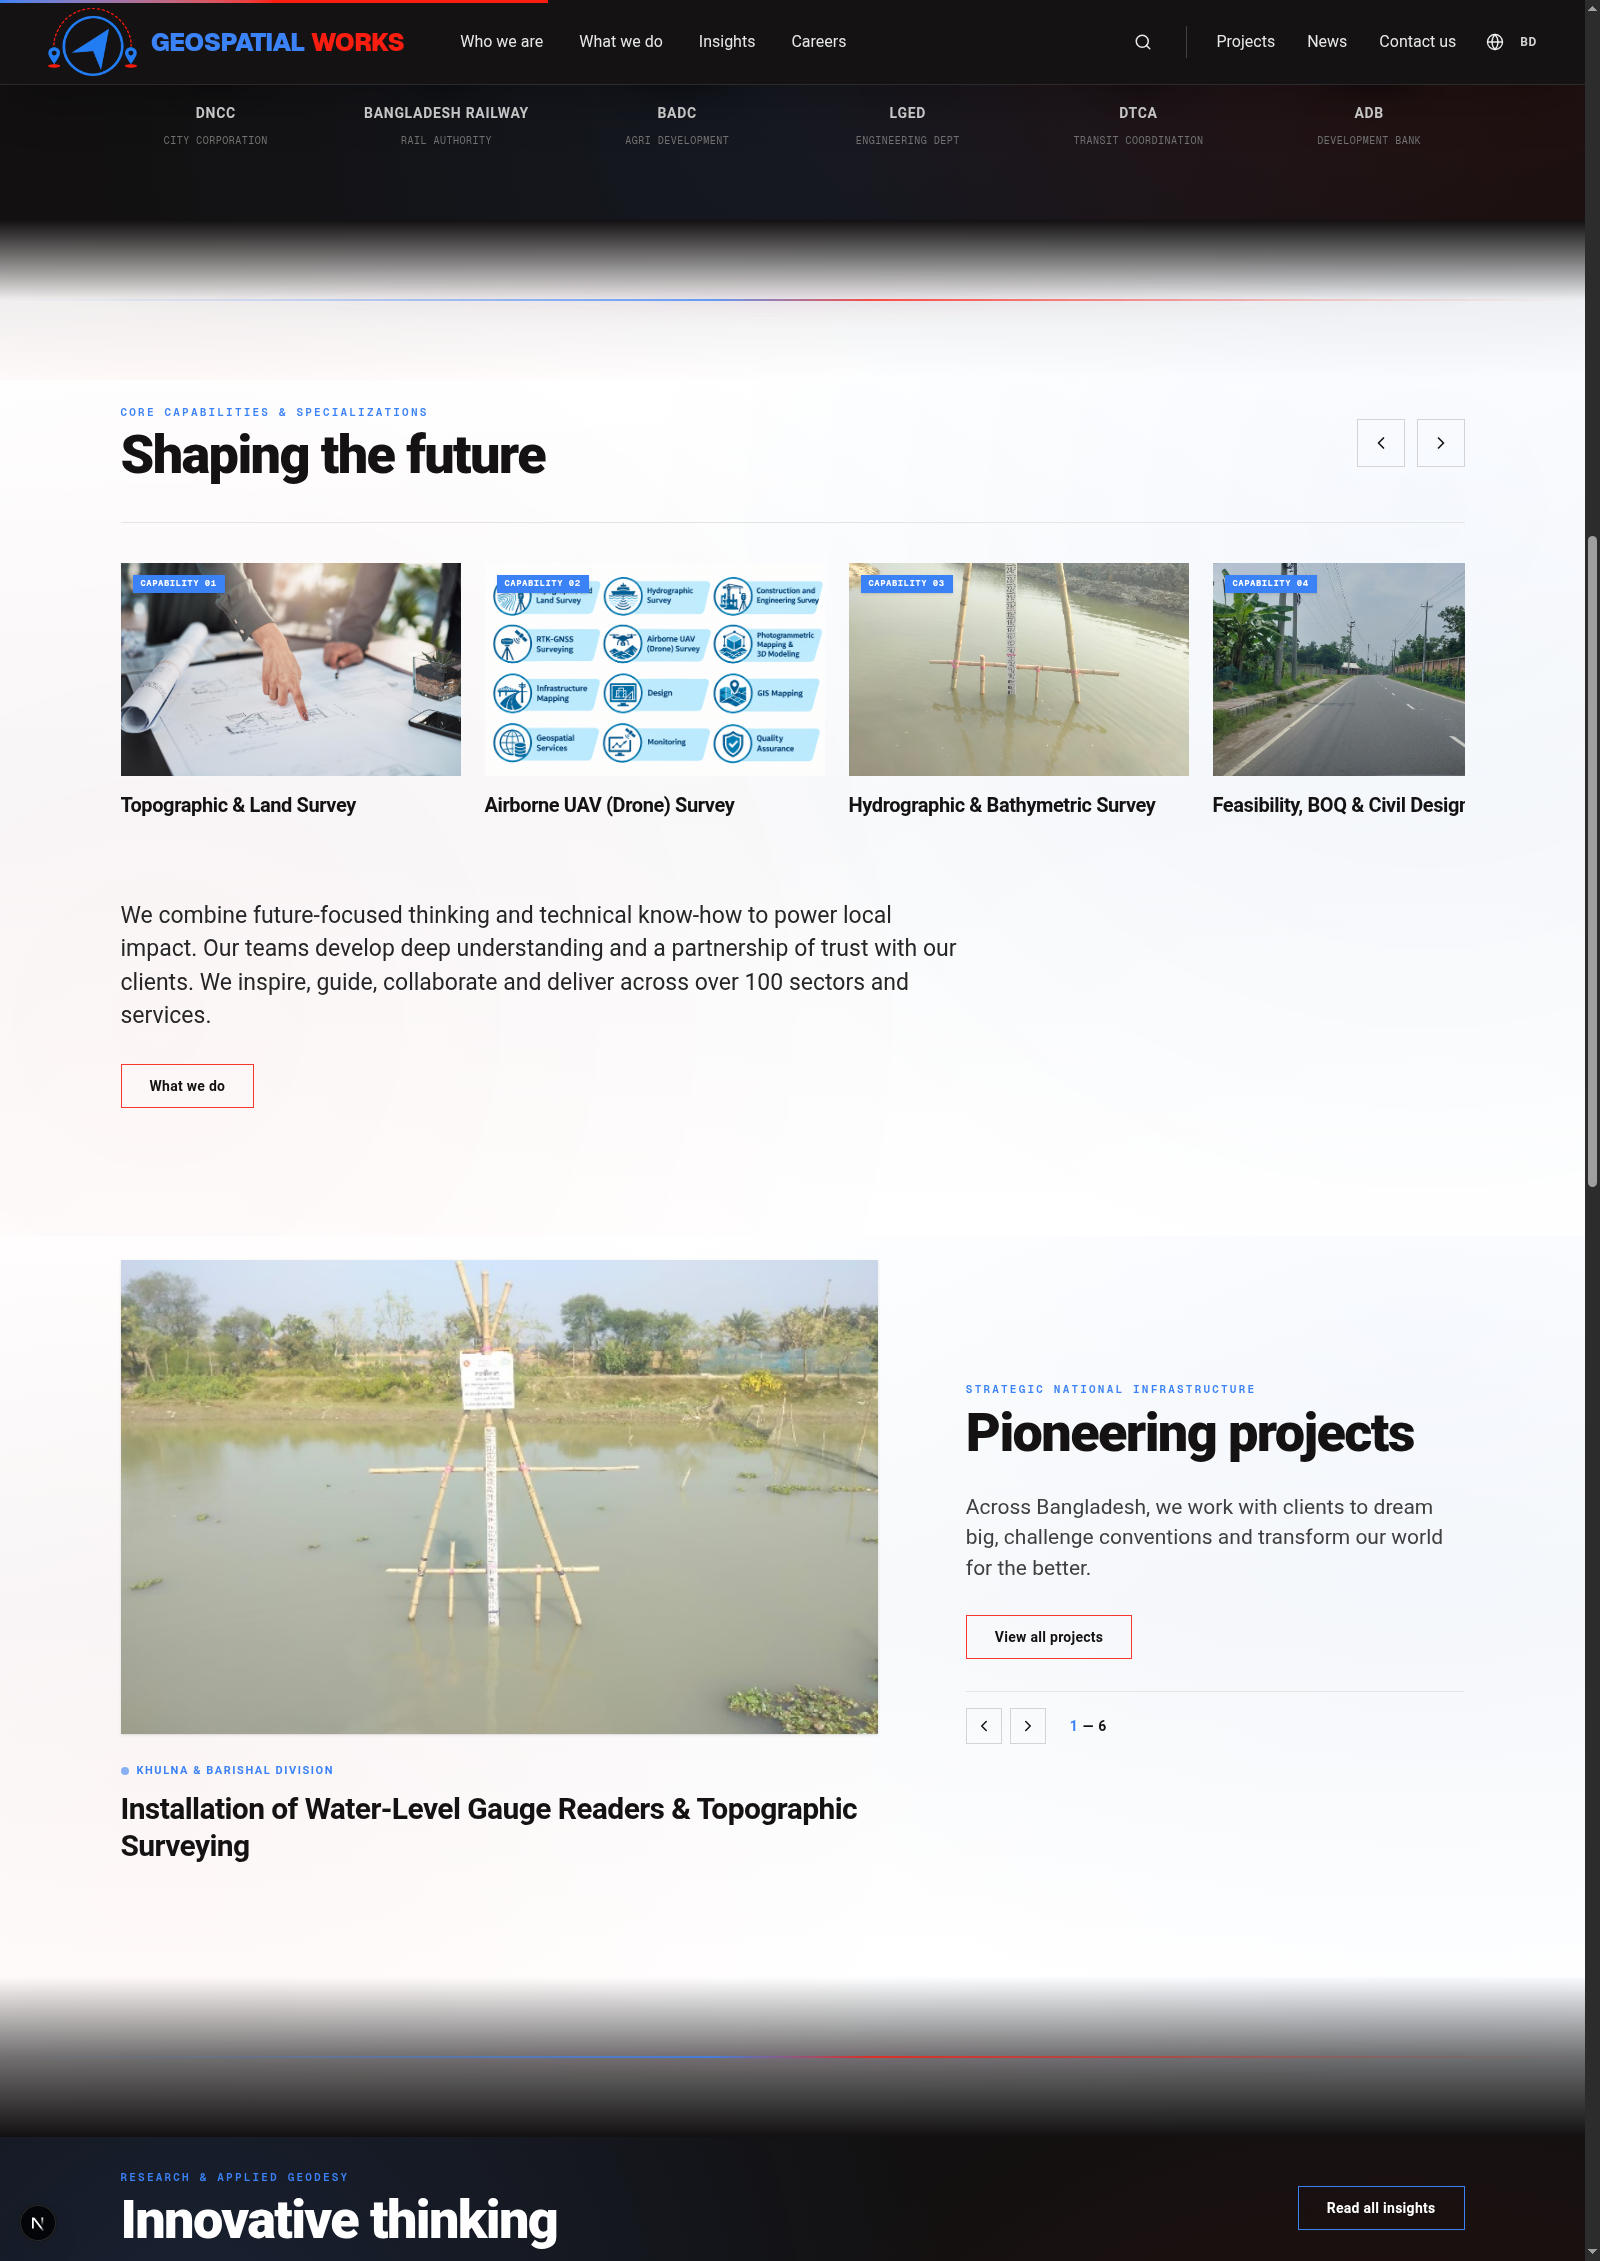 GEOSPATIAL WORKS
Who we are
What we do
Insights
Careers
Projects
News
Contact us
BD
DNCC
CITY CORPORATION
BANGLADESH RAILWAY
RAIL AUTHORITY
BADC
AGRI DEVELOPMENT
LGED
ENGINEERING DEPT
DTCA
TRANSIT COORDINATION
ADB
DEVELOPMENT BANK
CORE CAPABILITIES & SPECIALIZATIONS
Shaping the future
CAPABILITY 01
Topographic & Land Survey
CAPABILITY 02
Land Survey
Hydrographic
Survey
Construction and
Engineering Survey
RTK-GNSS
Surveying
Airborne UAV
(Drone) Survey
Photogrammetric
Mapping &
3D Modeling
Infrastructure
Mapping
Design
GIS Mapping
Geospatial
Services
Monitoring
Quality
Assurance
Airborne UAV (Drone) Survey
CAPABILITY 03
Hydrographic & Bathymetric Survey
CAPABILITY 04
Feasibility, BOQ & Civil Design
We combine future-focused thinking and technical know-how to power local
impact. Our teams develop deep understanding and a partnership of trust with our
clients. We inspire, guide, collaborate and deliver across over 100 sectors and
services.
What we do
KHULNA & BARISHAL DIVISION
Installation of Water-Level Gauge Readers & Topographic
Surveying
STRATEGIC NATIONAL INFRASTRUCTURE
Pioneering projects
Across Bangladesh, we work with clients to dream
big, challenge conventions and transform our world
for the better.
View all projects
1 — 6
RESEARCH & APPLIED GEODESY
Innovative thinking
Read all insights
N